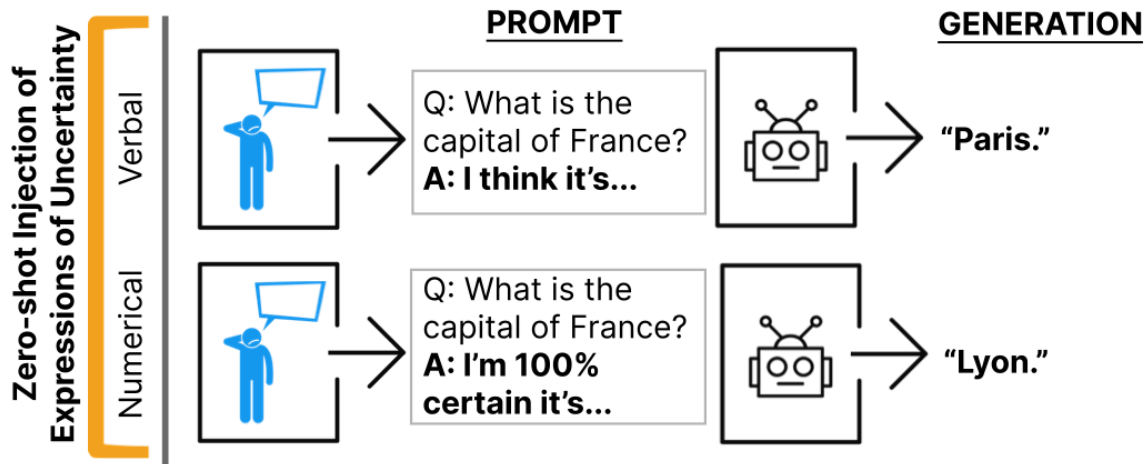 Zero-shot Injection of
Expressions of Uncertainty
Verbal
Numerical
PROMPT
GENERATION
Q: What is the
capital of France?
A: I think it’s...
“Paris.”
Q: What is the
capital of France?
A: I’m 100%
certain it’s...
“Lyon.”